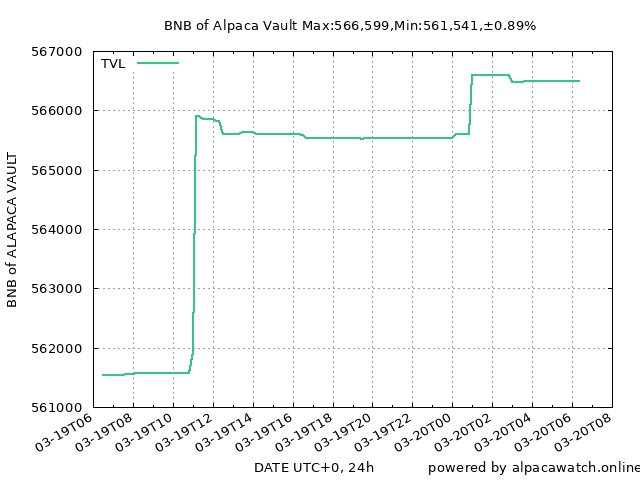 BNB of Alpaca Vault Max:566,599,Min:561,541,±0.89%
567000
TVL
566000
565000
564000
563000
562000
561000
BNB of ALAPACA VAULT
03-19T06
03-19T08
03-19T10
03-19T12
03-19T14
03-19T16
03-19T18
03-19T20
03-19T22
03-20T00
03-20T02
03-20T04
03-20T06
03-20T08
DATE UTC+0, 24h
powered by alpacawatch.online